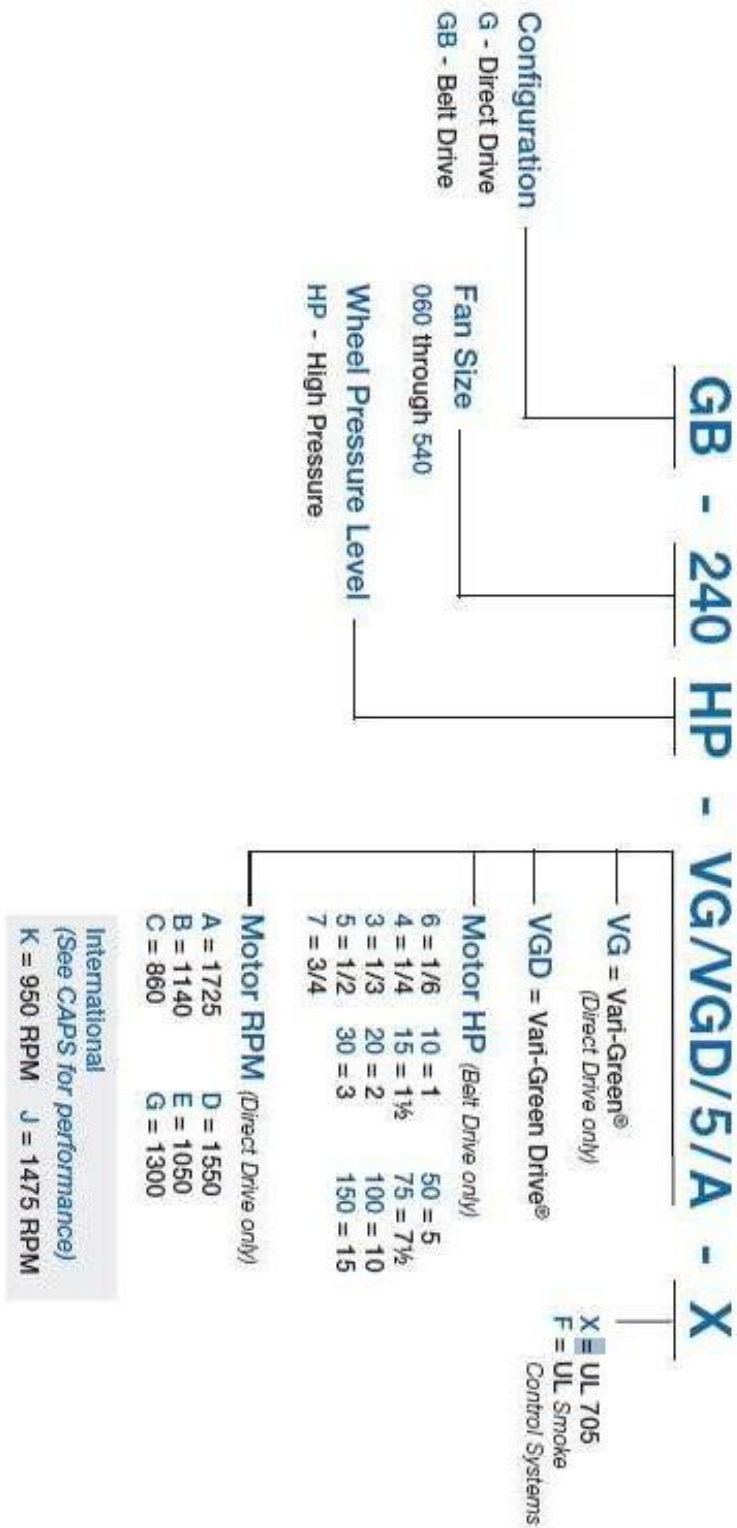 GB - 240 HP - VG/VGD/5/A - X
Configuration
G - Direct Drive
GB - Belt Drive
Fan Size
060 through 540
Wheel Pressure Level
HP - High Pressure
VG = Vari-Green®
(Direct Drive only)
VGD = Vari-Green Drive®
Motor HP (Belt Drive only)
6 = 1/6 10 = 1 50 = 5
4 = 1/4 15 = 1½ 75 = 7½
3 = 1/3 20 = 2 100 = 10
5 = 1/2 30 = 3 150 = 15
7 = 3/4
Motor RPM (Direct Drive only)
A = 1725 D = 1550
B = 1140 E = 1050
C = 860 G = 1300
International
(See CAPS for performance)
K = 950 RPM J = 1475 RPM
X = UL 705
F = UL Smoke
Control Systems